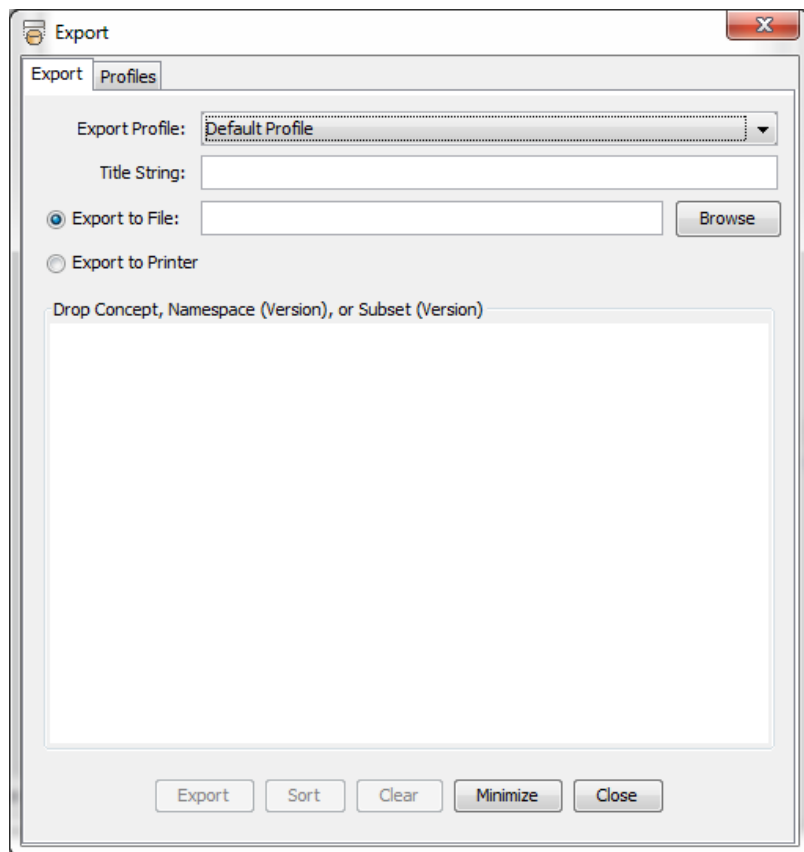 Export
Export Profiles
Export Profile: Default Profile
Title String:
Export to File: Browse
Export to Printer
Drop Concept, Namespace (Version), or Subset (Version)
Export Sort Clear Minimize Close